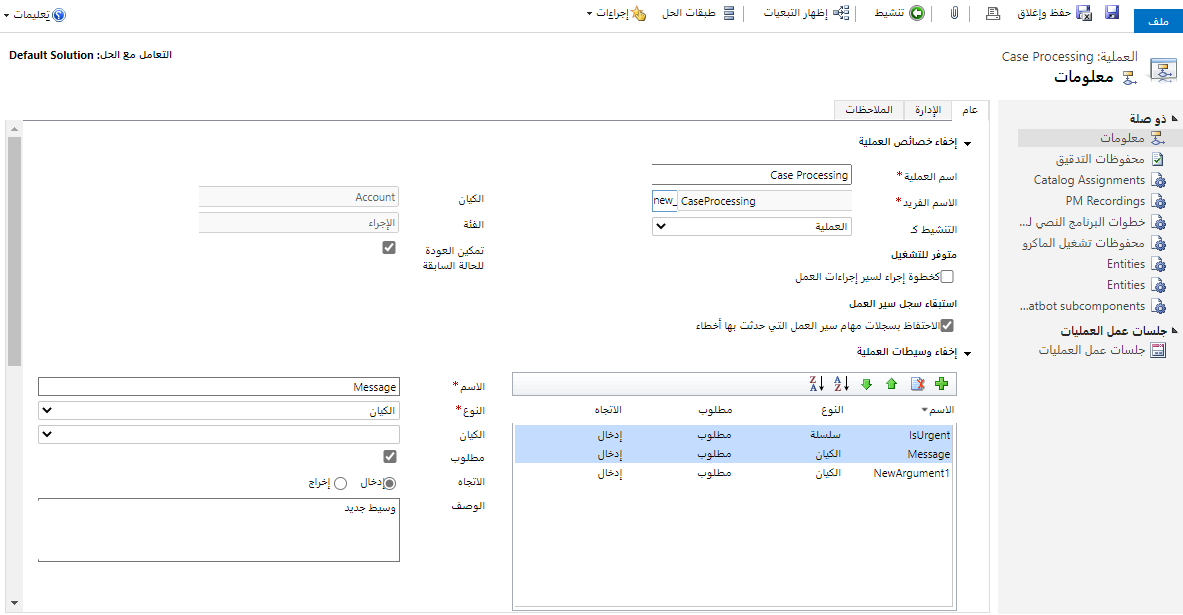 ملف
حفظ وإغلاق
تنشيط
إظهار التبعيات
طبقات الحل
إجراءات
تعليمات
العملية: Case Processing
معلومات
التعامل مع الحل: Default Solution
ذو صلة
معلومات
محفوظات التدقيق
Catalog Assignments
PM Recordings
خطوات البرنامج النصي لـ...
محفوظات تشغيل الماكرو
Entities
Entities
...atbot subcomponents
جلسات عمل العمليات
جلسات عمل العمليات
عام
الإدارة
الملاحظات
إخفاء خصائص العملية
اسم العملية *
Case Processing
الاسم الفريد *
new_ CaseProcessing
التنشيط كـ
العملية
متوفر للتشغيل
كخطوة إجراء لسير إجراءات العمل
استبقاء سجل سير العمل
الاحتفاظ بسجلات مهام سير العمل التي حدثت بها أخطاء
الكيان
Account
الفئة
الإجراء
تمكين العودة
للحالة السابقة
إخفاء وسيطات العملية
الاسم النوع مطلوب الاتجاه
IsUrgent سلسلة مطلوب إدخال
Message الكيان مطلوب إدخال
NewArgument1 الكيان مطلوب إدخال
الاسم *
Message
النوع *
الكيان
الكيان
مطلوب
الاتجاه
إدخال إخراج
الوصف
وسيط جديد